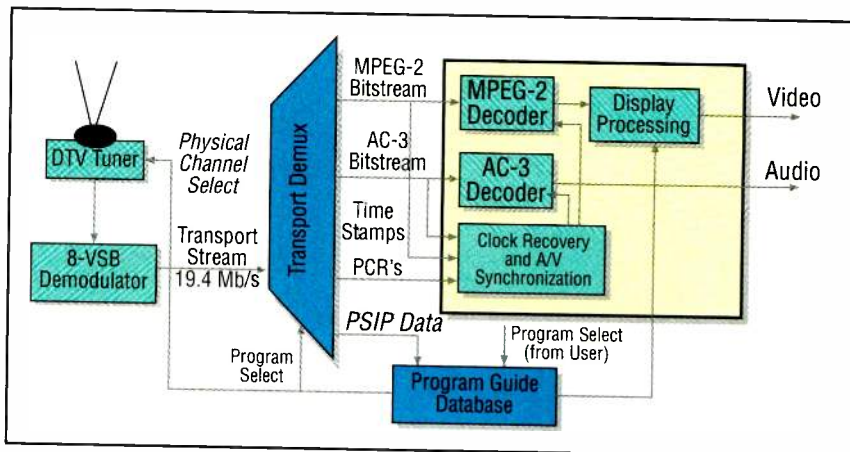 DTV Tuner
8-VSB
Demodulator
Physical
Channel
Select
Transport
Stream
19.4 Mb/s
Program
Select
Transport Demux
MPEG-2
Bitstream
AC-3
Bitstream
Time
Stamps
PCR's
PSIP Data
MPEG-2
Decoder
AC-3
Decoder
Clock Recovery
and A/V
Synchronization
Display
Processing
Video
Audio
Program Select
(from User)
Program Guide
Database